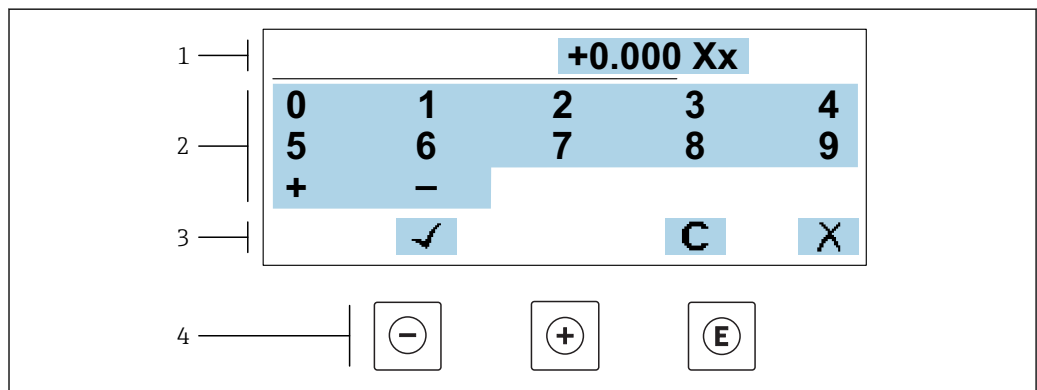 1 +0.000 Xx
0 1 2 3 4
2 5 6 7 8 9
+ −
3 ✓ C X
4 − + E